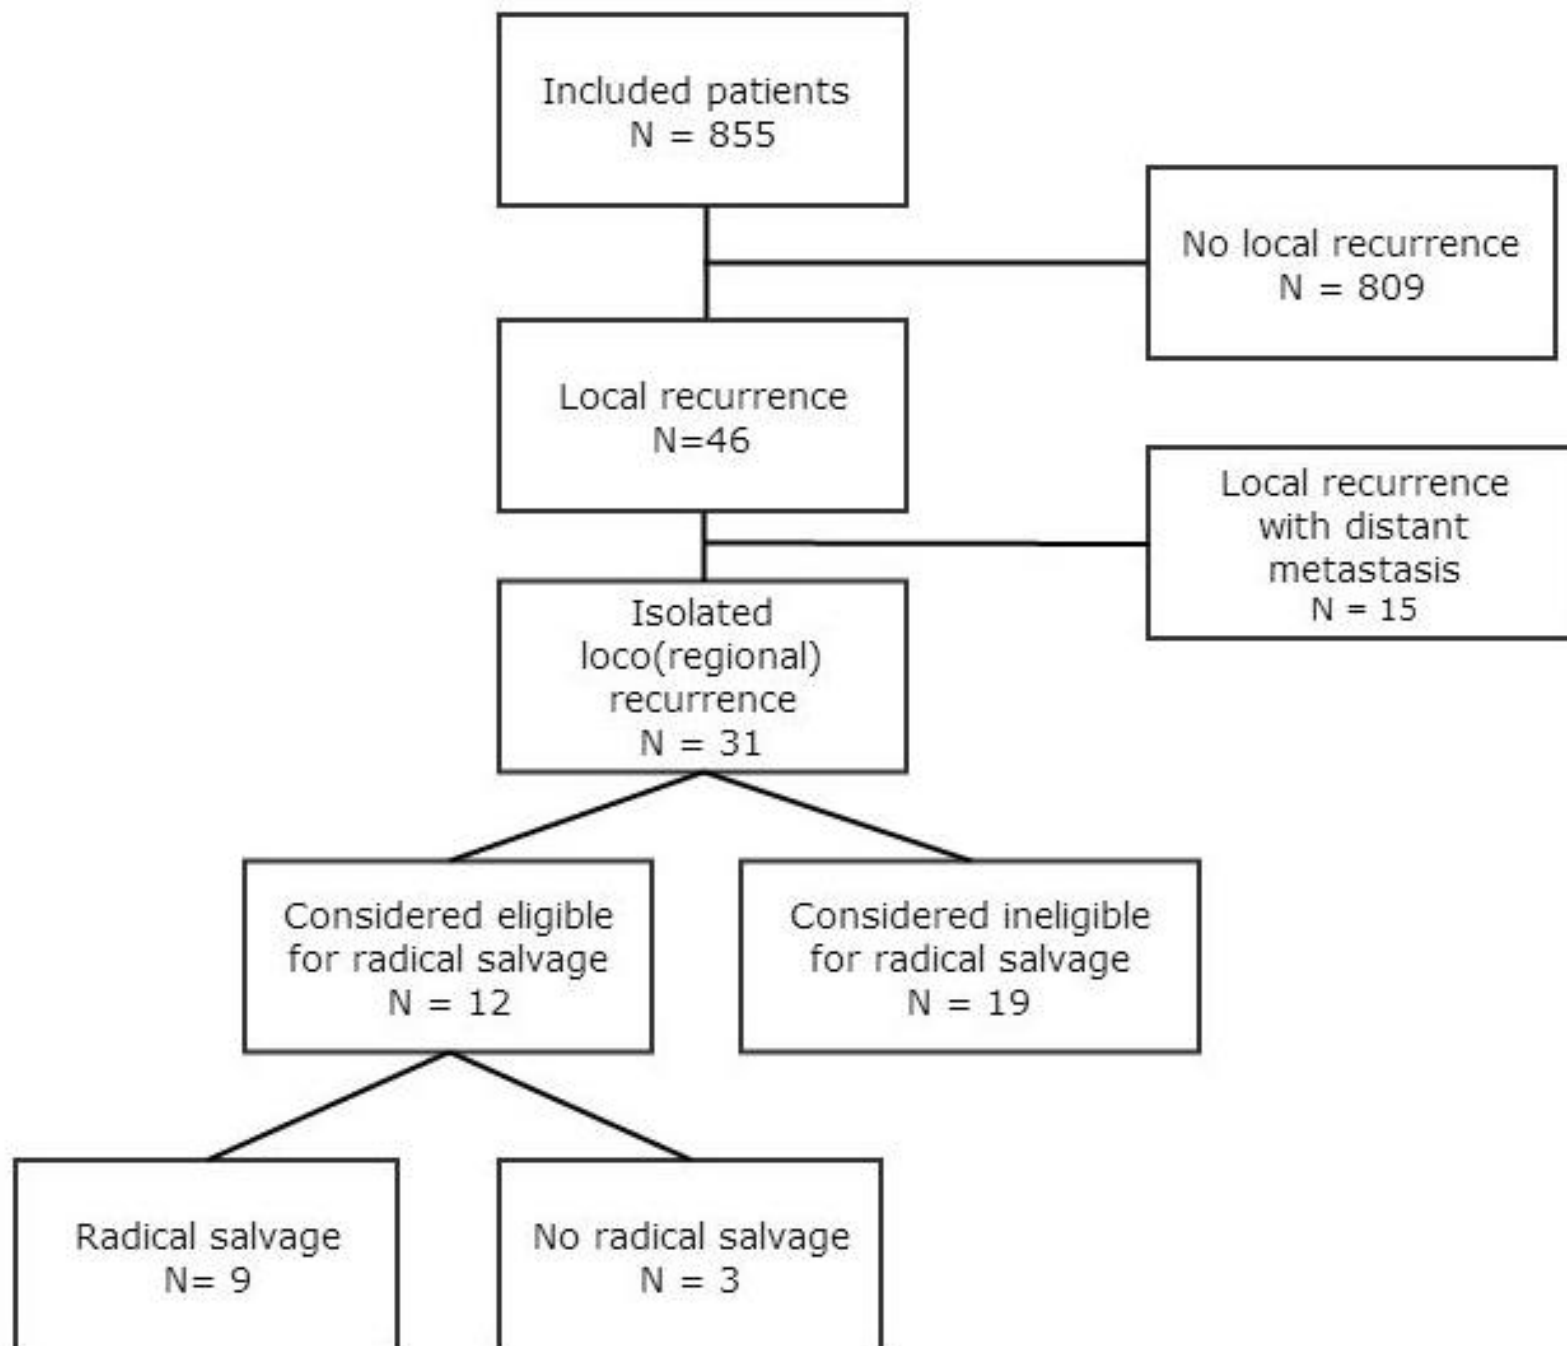 Included patients
N = 855
No local recurrence
N = 809
Local recurrence
N=46
Local recurrence
with distant
metastasis
N = 15
Isolated
loco(regional)
recurrence
N = 31
Considered eligible
for radical salvage
N = 12
Considered ineligible
for radical salvage
N = 19
Radical salvage
N= 9
No radical salvage
N = 3